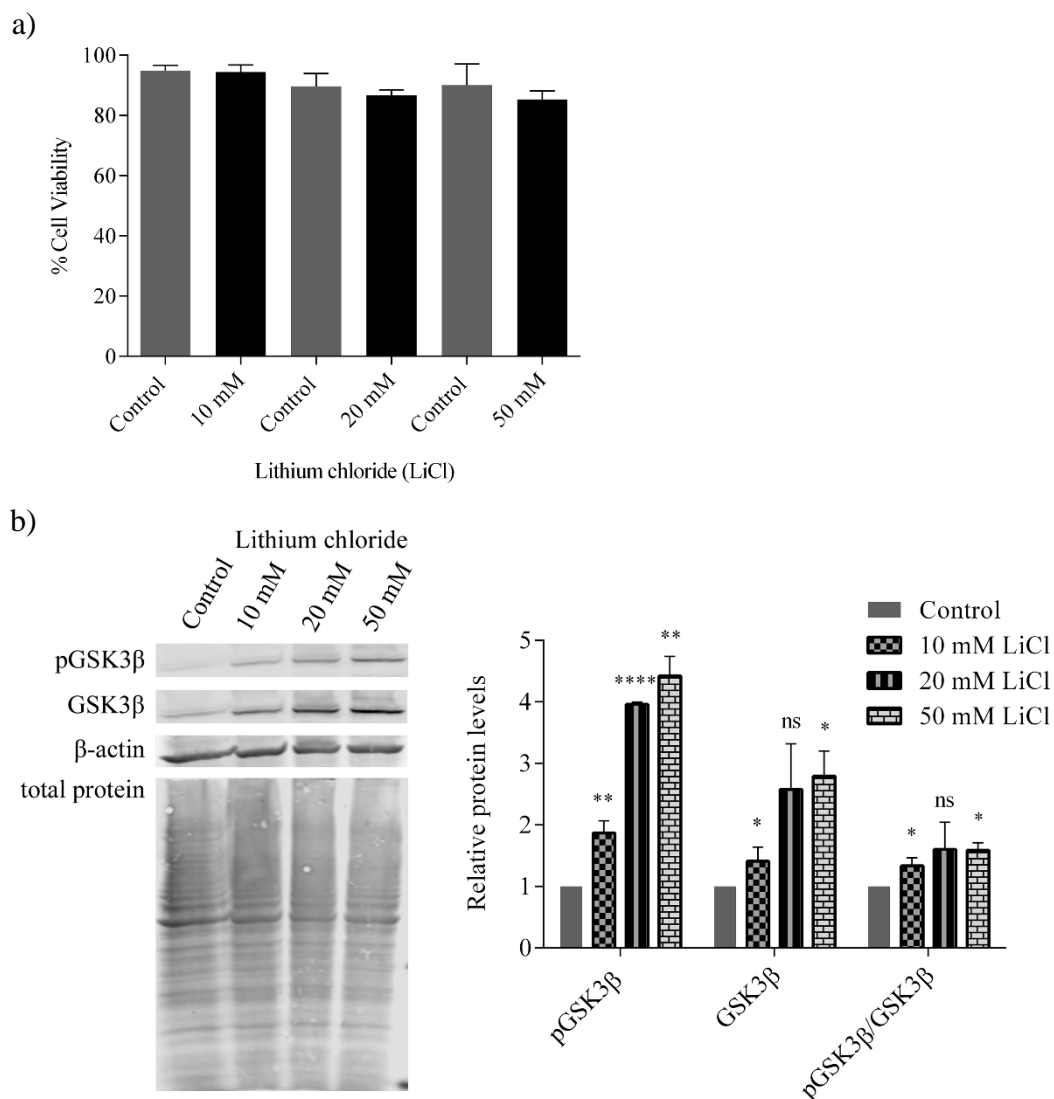 a)
100
80
60
40
20
0
% Cell Viability
Control
10 mM
Control
20 mM
Control
50 mM
Lithium chloride (LiCl)
b)
Lithium chloride
Control
10 mM
20 mM
50 mM
pGSK3β
GSK3β
β-actin
total protein
Control
10 mM LiCl
20 mM LiCl
50 mM LiCl
Relative protein levels
5
4
3
2
1
0
**
****
**
*
ns
*
*
ns
*
pGSK3β
GSK3β
pGSK3β/GSK3β